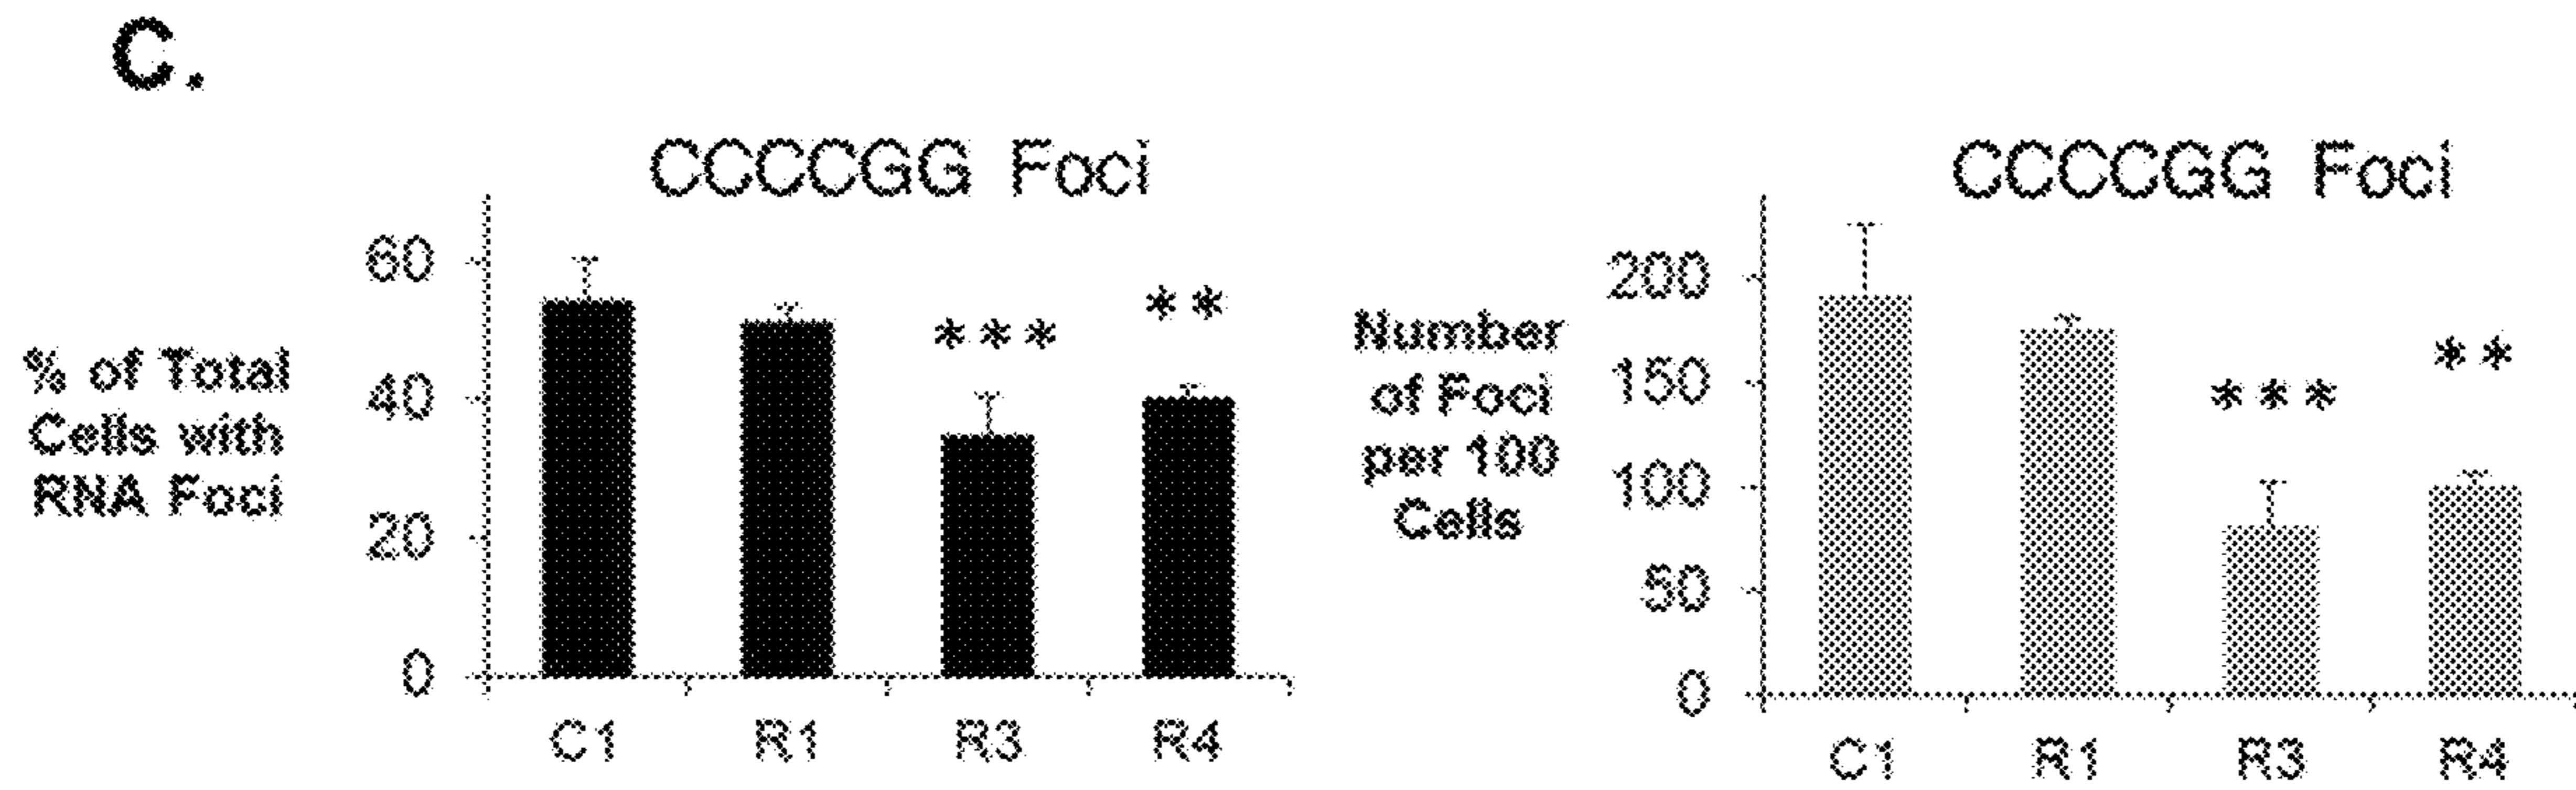 C.
CCCCGG Foci
% of Total
Cells with
RNA Foci
60
40
20
0
***
**
C1 R1 R3 R4
CCCCGG Foci
Number
of Foci
per 100
Cells
200
150
100
50
0
***
**
C1 R1 R3 R4